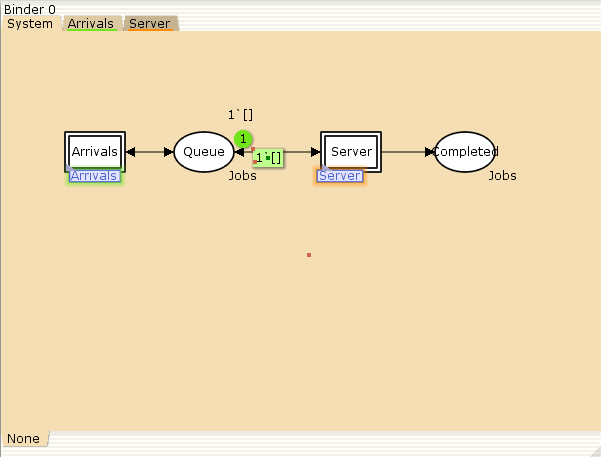 Binder 0
System Arrivals Server
1`[]
1
Arrivals Queue 1`[] Server Completed
Arrivals Jobs Server Jobs
None